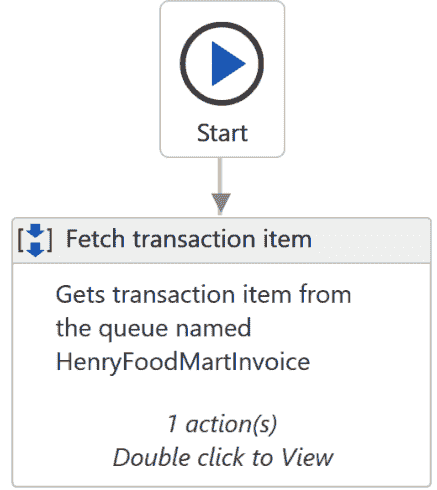 Start
Fetch transaction item
Gets transaction item from
the queue named
HenryFoodMartInvoice
1 action(s)
Double click to View